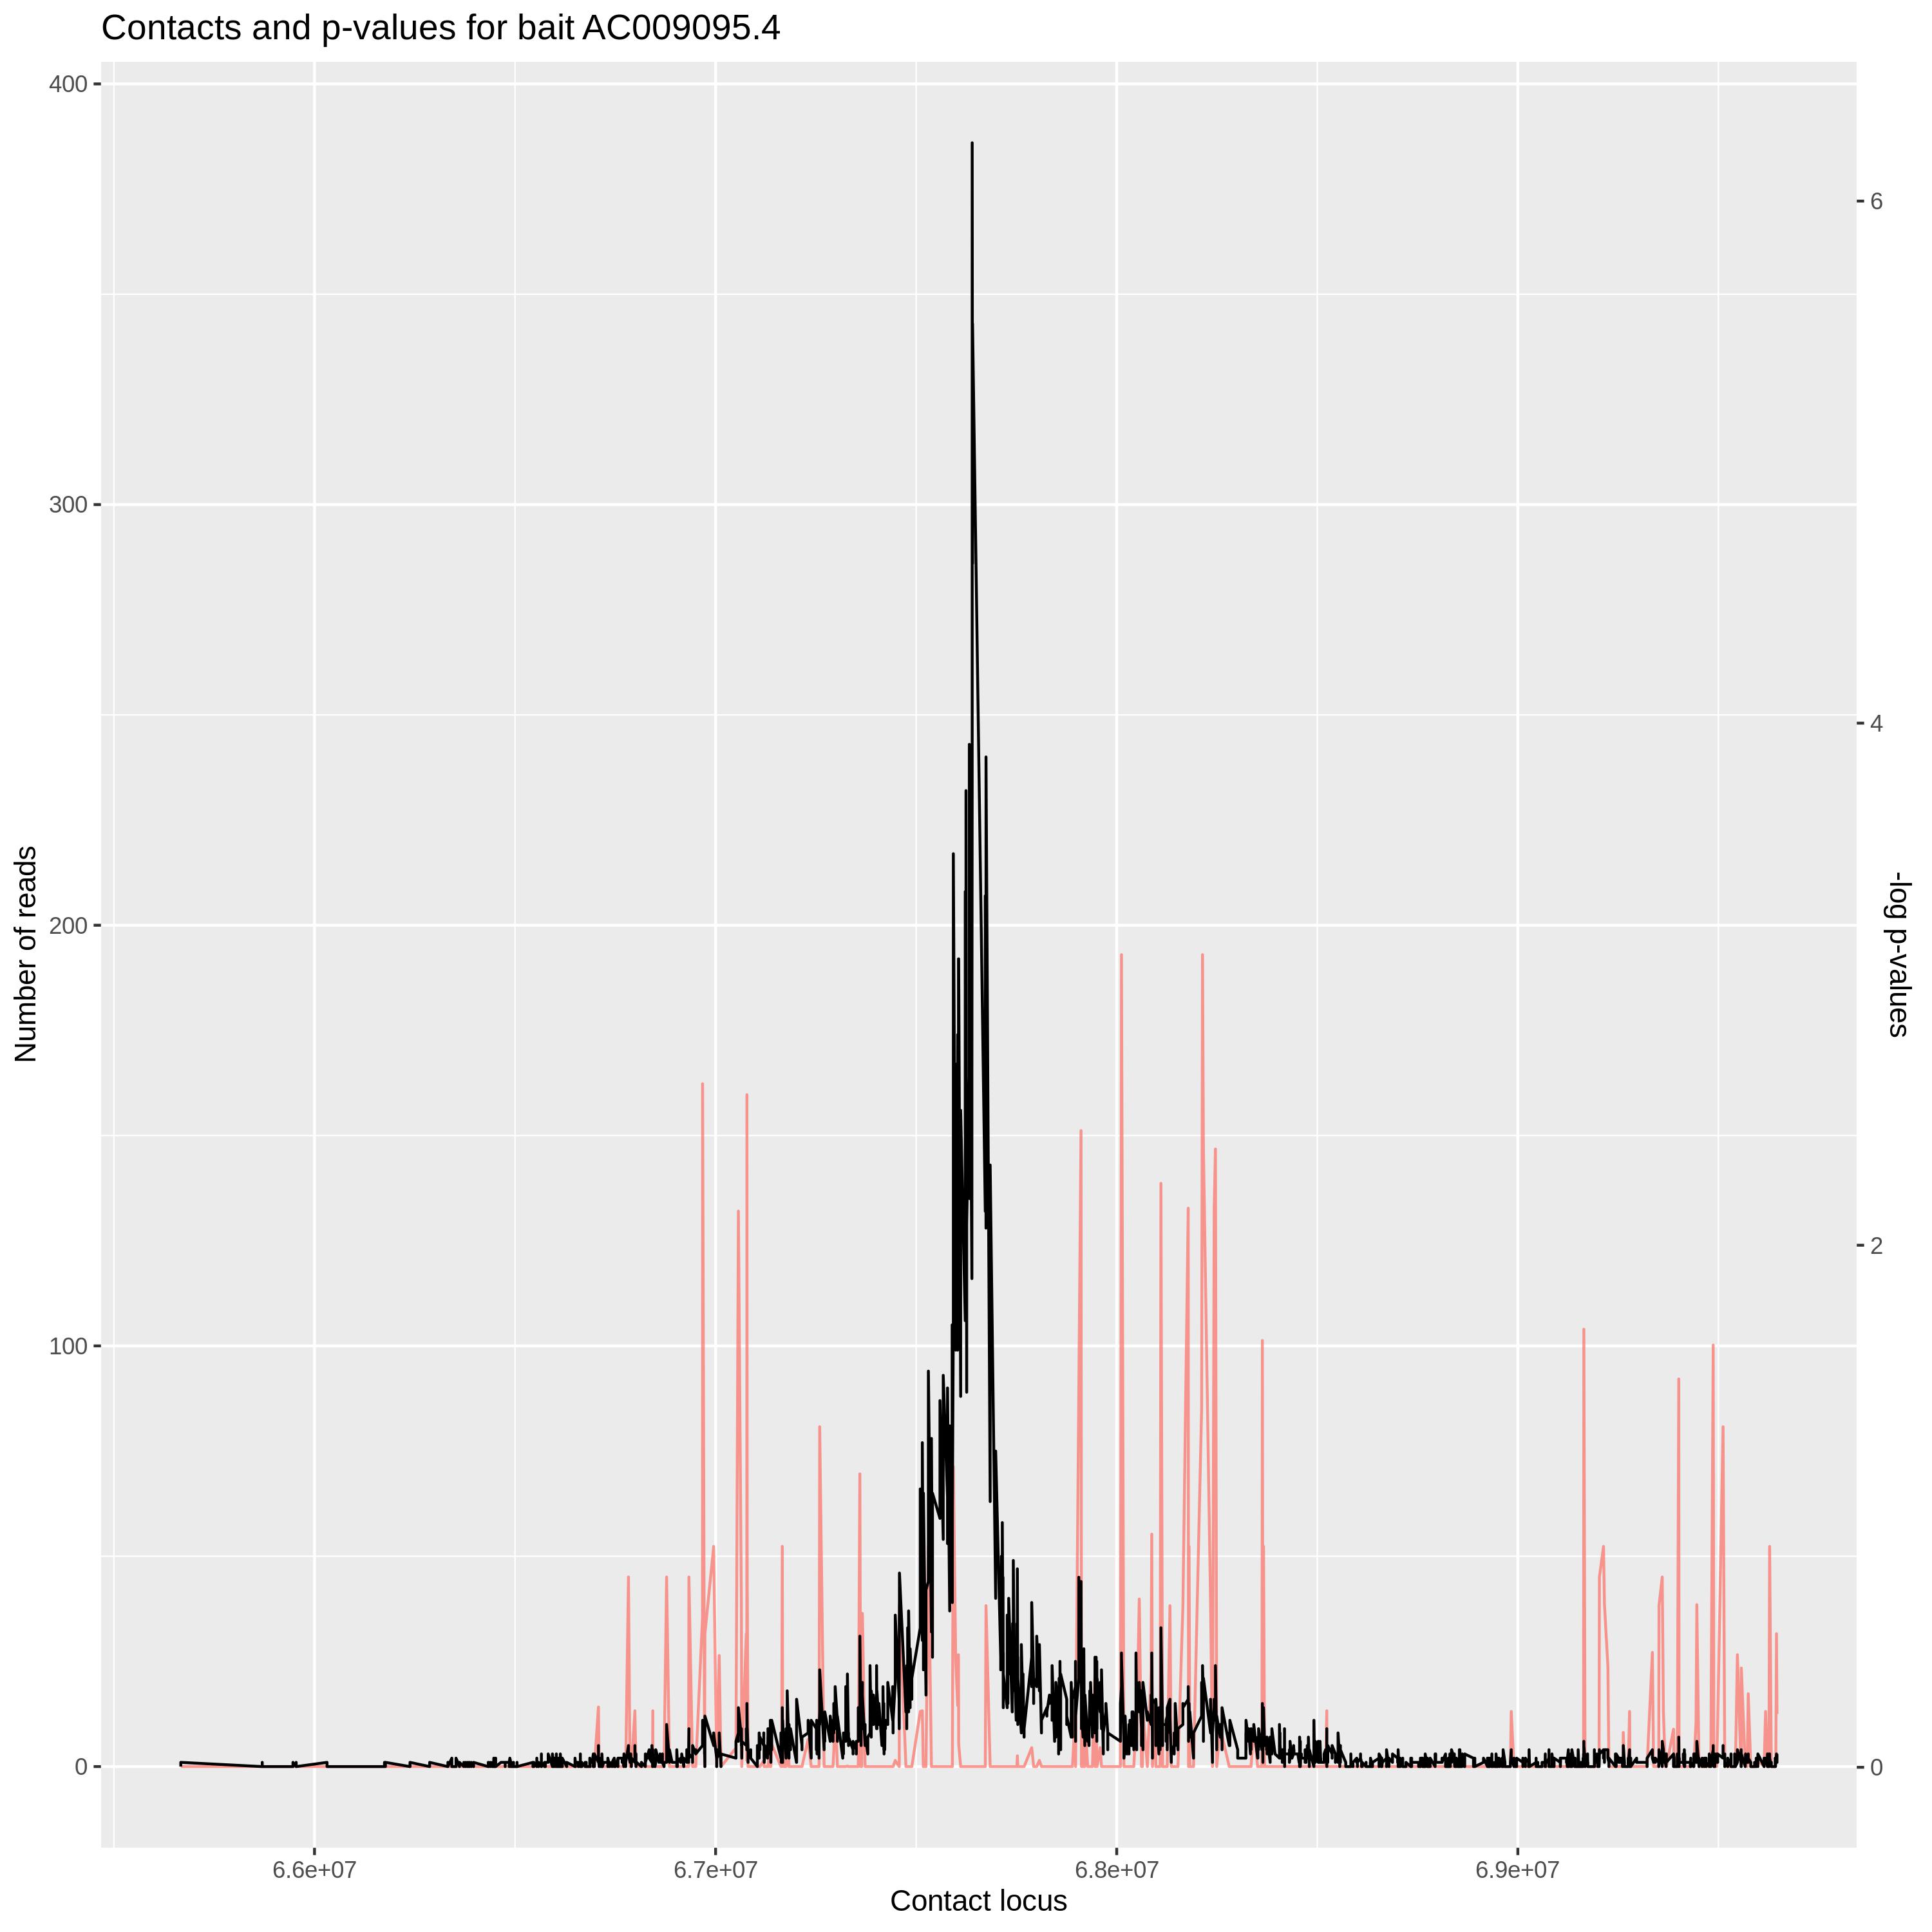 Contacts and p-values for bait AC009095.4
400
300
200
100
0
6
4
2
0
Number of reads
-log p-values
6.6e+07
6.7e+07
6.8e+07
6.9e+07
Contact locus